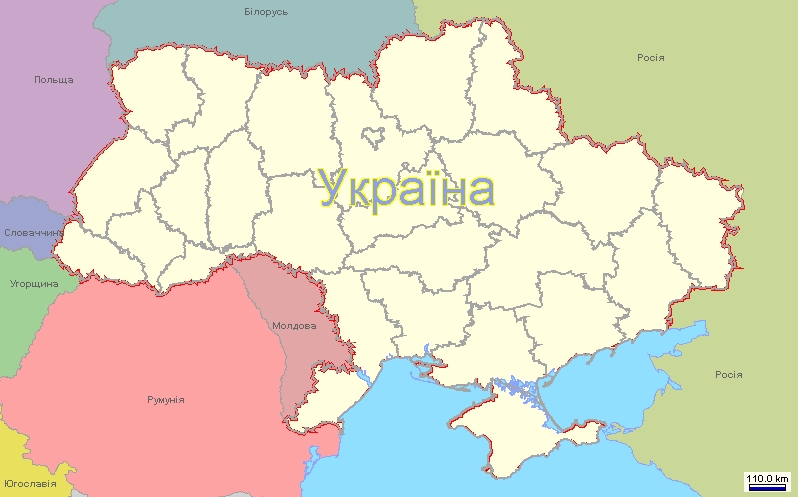 Білорусь
Польща
Росія
Україна
Словаччина
Угорщина
Молдова
Росія
Румунія
Югославія
110.0 km